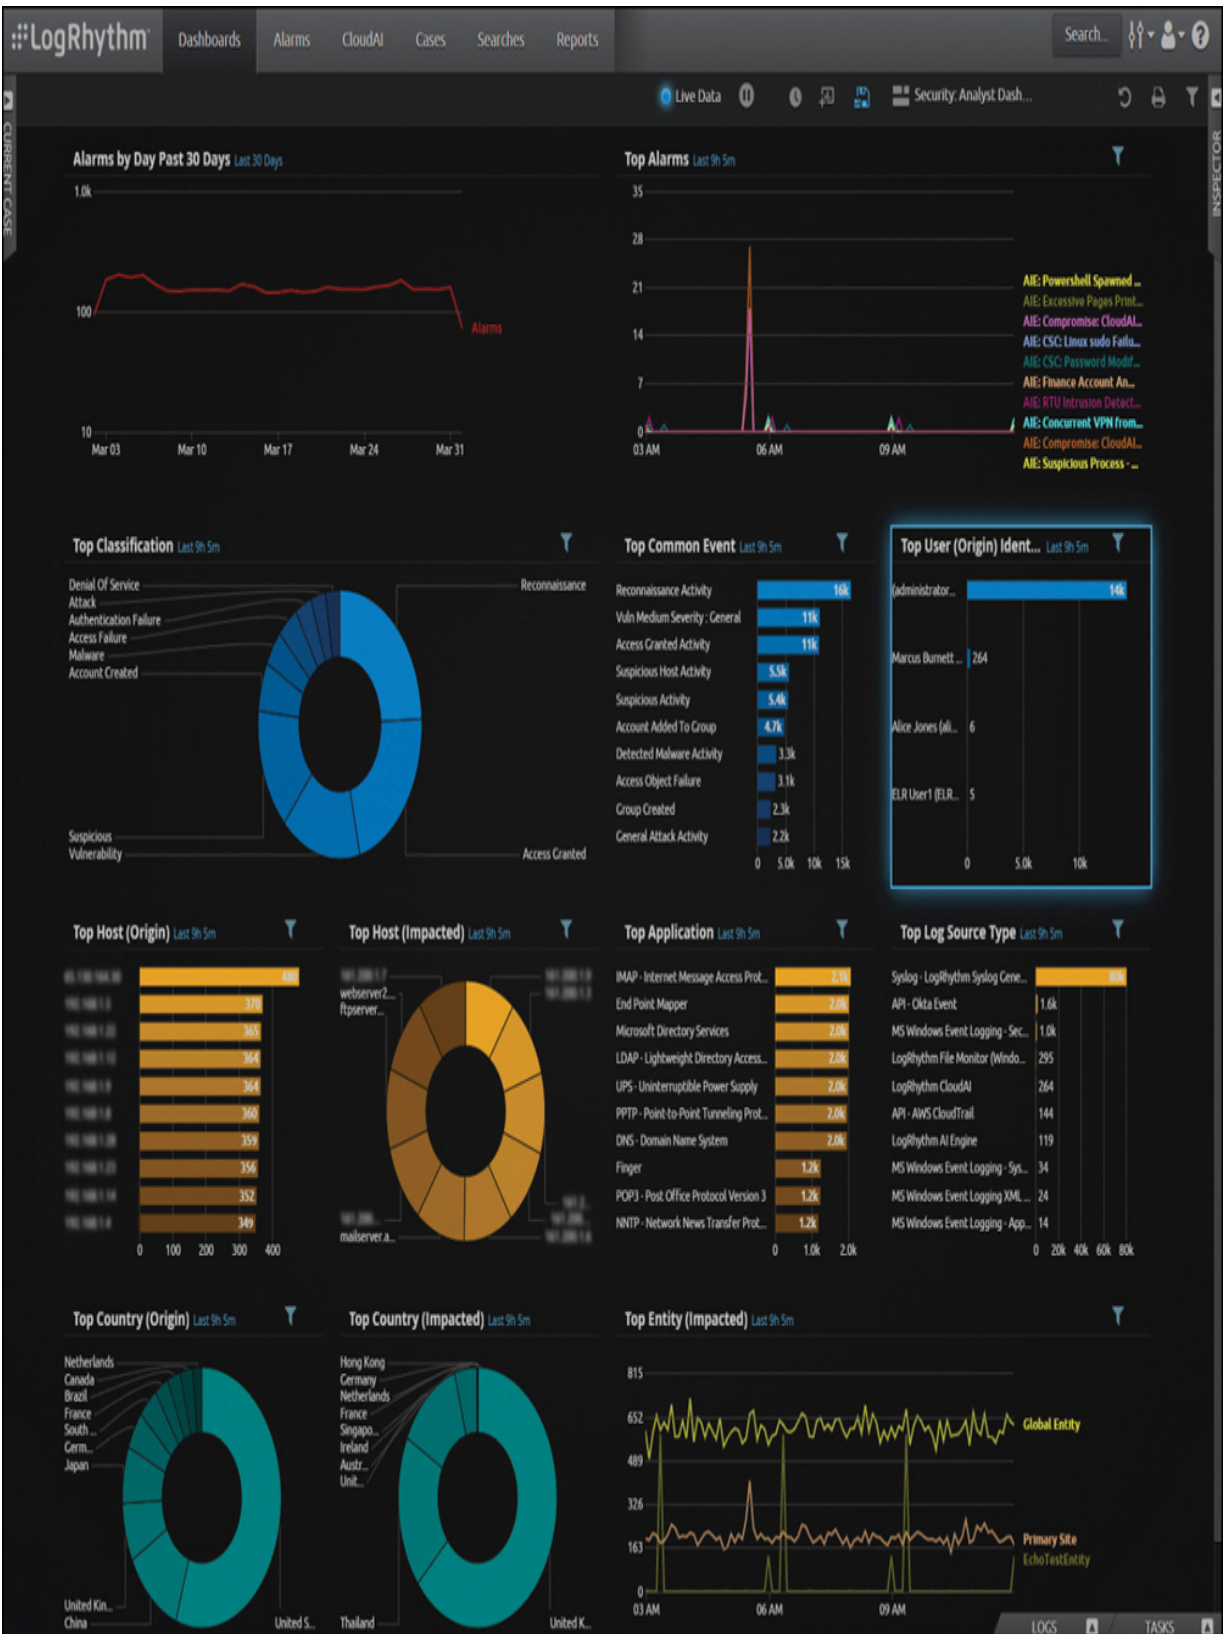 LogRhythm
Dashboards
Alarms
CloudAI
Cases
Searches
Reports
Search...
Live Data
Security: Analyst Dash...
CURRENT CASE
INSPECTOR
Alarms by Day Past 30 Days Last 30 Days
1.0k
100
10
Mar 03
Mar 10
Mar 17
Mar 24
Mar 31
Alarms
Top Alarms Last 9h 5m
35
28
21
14
7
0
03 AM
06 AM
09 AM
AIE: Powershell Spawned ...
AIE: Excessive Pages Print...
AIE: Compromise: CloudAI...
AIE: CSC: Linux sudo Failu...
AIE: CSC: Password Modif...
AIE: Finance Account An...
AIE: RTU Intrusion Detect...
AIE: Concurrent VPN from...
AIE: Compromise: CloudAI...
AIE: Suspicious Process - ...
Top Classification Last 9h 5m
Denial Of Service
Attack
Authentication Failure
Access Failure
Malware
Account Created
Suspicious
Vulnerability
Reconnaissance
Access Granted
Top Common Event Last 9h 5m
Reconnaissance Activity 16k
Vuln Medium Severity : General 11k
Access Granted Activity 11k
Suspicious Host Activity 5.5k
Suspicious Activity 5.4k
Account Added To Group 4.7k
Detected Malware Activity 3.3k
Access Object Failure 3.1k
Group Created 2.3k
General Attack Activity 2.2k
0 5.0k 10k 15k
Top User (Origin) Ident... Last 9h 5m
(administrator... 14k
Marcus Burnett ... 264
Alice Jones (ali... 6
ELR User1 (ELR... 5
0 5.0k 10k
Top Host (Origin) Last 9h 5m
480
370
365
364
364
360
359
356
352
349
0 100 200 300 400
Top Host (Impacted) Last 9h 5m
webserver2...
ftpserver...
mailserver.a...
Top Application Last 9h 5m
IMAP - Internet Message Access Prot... 2.1k
End Point Mapper 2.0k
Microsoft Directory Services 2.0k
LDAP - Lightweight Directory Access... 2.0k
UPS - Uninterruptible Power Supply 2.0k
PPTP - Point-to-Point Tunneling Prot... 2.0k
DNS - Domain Name System 2.0k
Finger 1.2k
POP3 - Post Office Protocol Version 3 1.2k
NNTP - Network News Transfer Prot... 1.2k
0 1.0k 2.0k
Top Log Source Type Last 9h 5m
Syslog - LogRhythm Syslog Gene... 80k
API - Okta Event 1.6k
MS Windows Event Logging - Sec... 1.0k
LogRhythm File Monitor (Windo... 295
LogRhythm CloudAI 264
API - AWS CloudTrail 144
LogRhythm AI Engine 119
MS Windows Event Logging - Sys... 34
MS Windows Event Logging XML ... 24
MS Windows Event Logging - App... 14
0 20k 40k 60k 80k
Top Country (Origin) Last 9h 5m
Netherlands
Canada
Brazil
France
South ...
Germ...
Japan
United Kin...
China
United S...
Top Country (Impacted) Last 9h 5m
Hong Kong
Germany
Netherlands
France
Singapo...
Ireland
Austr...
Unit...
Thailand
United K...
Top Entity (Impacted) Last 9h 5m
815
652
489
326
163
0
03 AM
06 AM
09 AM
Global Entity
Primary Site
EchoTestEntity
LOGS
TASKS